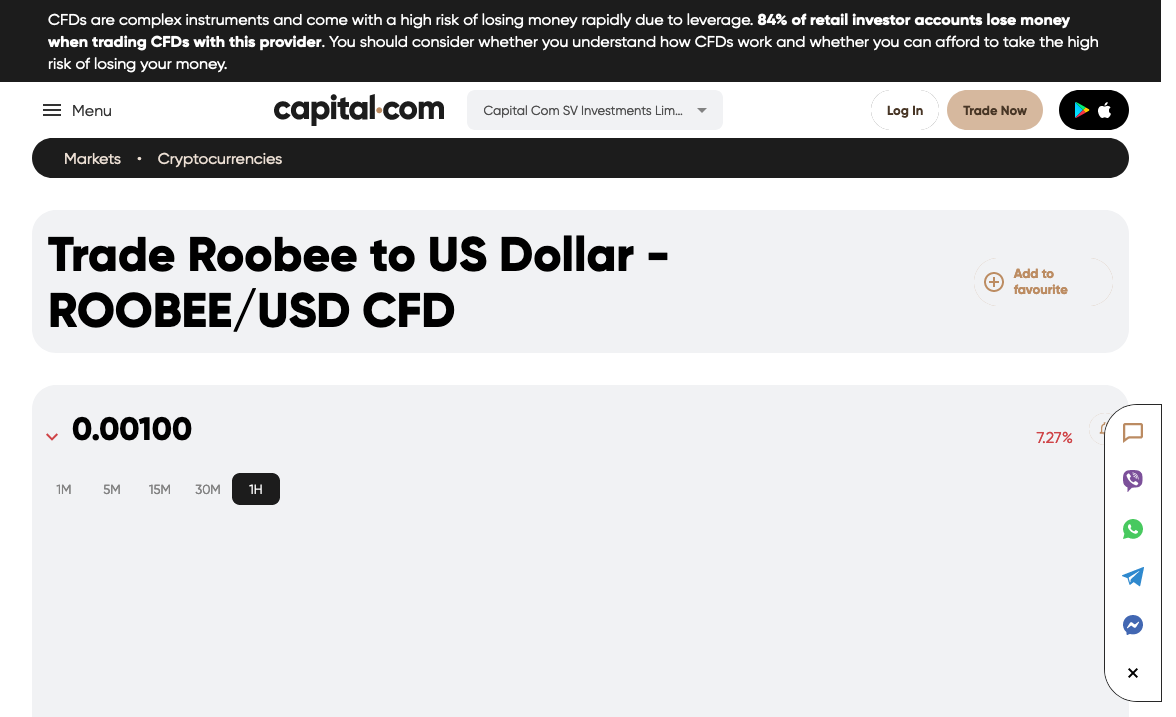 CFDs are complex instruments and come with a high risk of losing money rapidly due to leverage. 84% of retail investor accounts lose money
when trading CFDs with this provider. You should consider whether you understand how CFDs work and whether you can afford to take the high
risk of losing your money.
Menu
capital.com
Capital Com SV Investments Lim...
Log In
Trade Now
Markets • Cryptocurrencies
Trade Roobee to US Dollar -
ROOBEE/USD CFD
Add to
favourite
0.00100
7.27%
1M 5M 15M 30M 1H